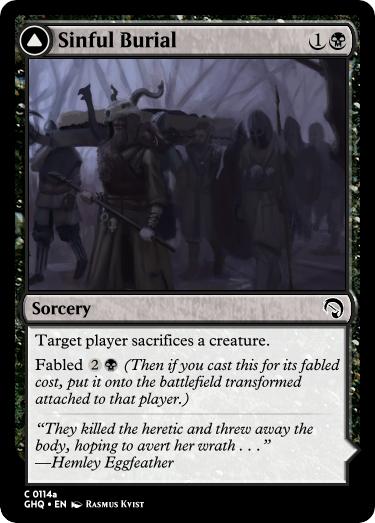 Sinful Burial 1
Sorcery
Target player sacrifices a creature.
Fabled 2 (Then if you cast this for its fabled
cost, put it onto the battlefield transformed
attached to that player.)
“They killed the heretic and threw away the
body, hoping to avert her wrath . . .”
—Hemley Eggfeather
C 0114a
GHQ • EN Rasmus Kvist